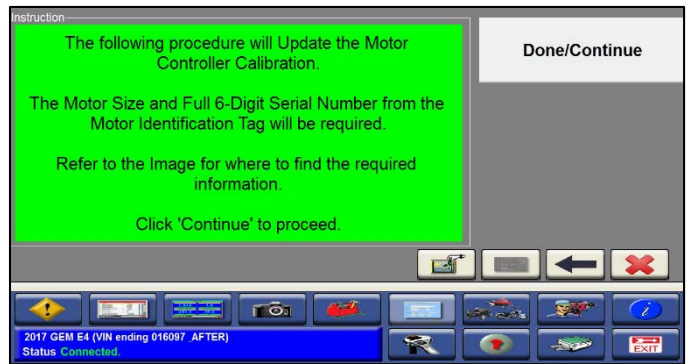 Instruction
The following procedure will Update the Motor
Controller Calibration.
The Motor Size and Full 6-Digit Serial Number from the
Motor Identification Tag will be required.
Refer to the Image for where to find the required
information.
Click 'Continue' to proceed.
Done/Continue
2017 GEM E4 (VIN ending 016097 _AFTER)
Status Connected.
EXIT